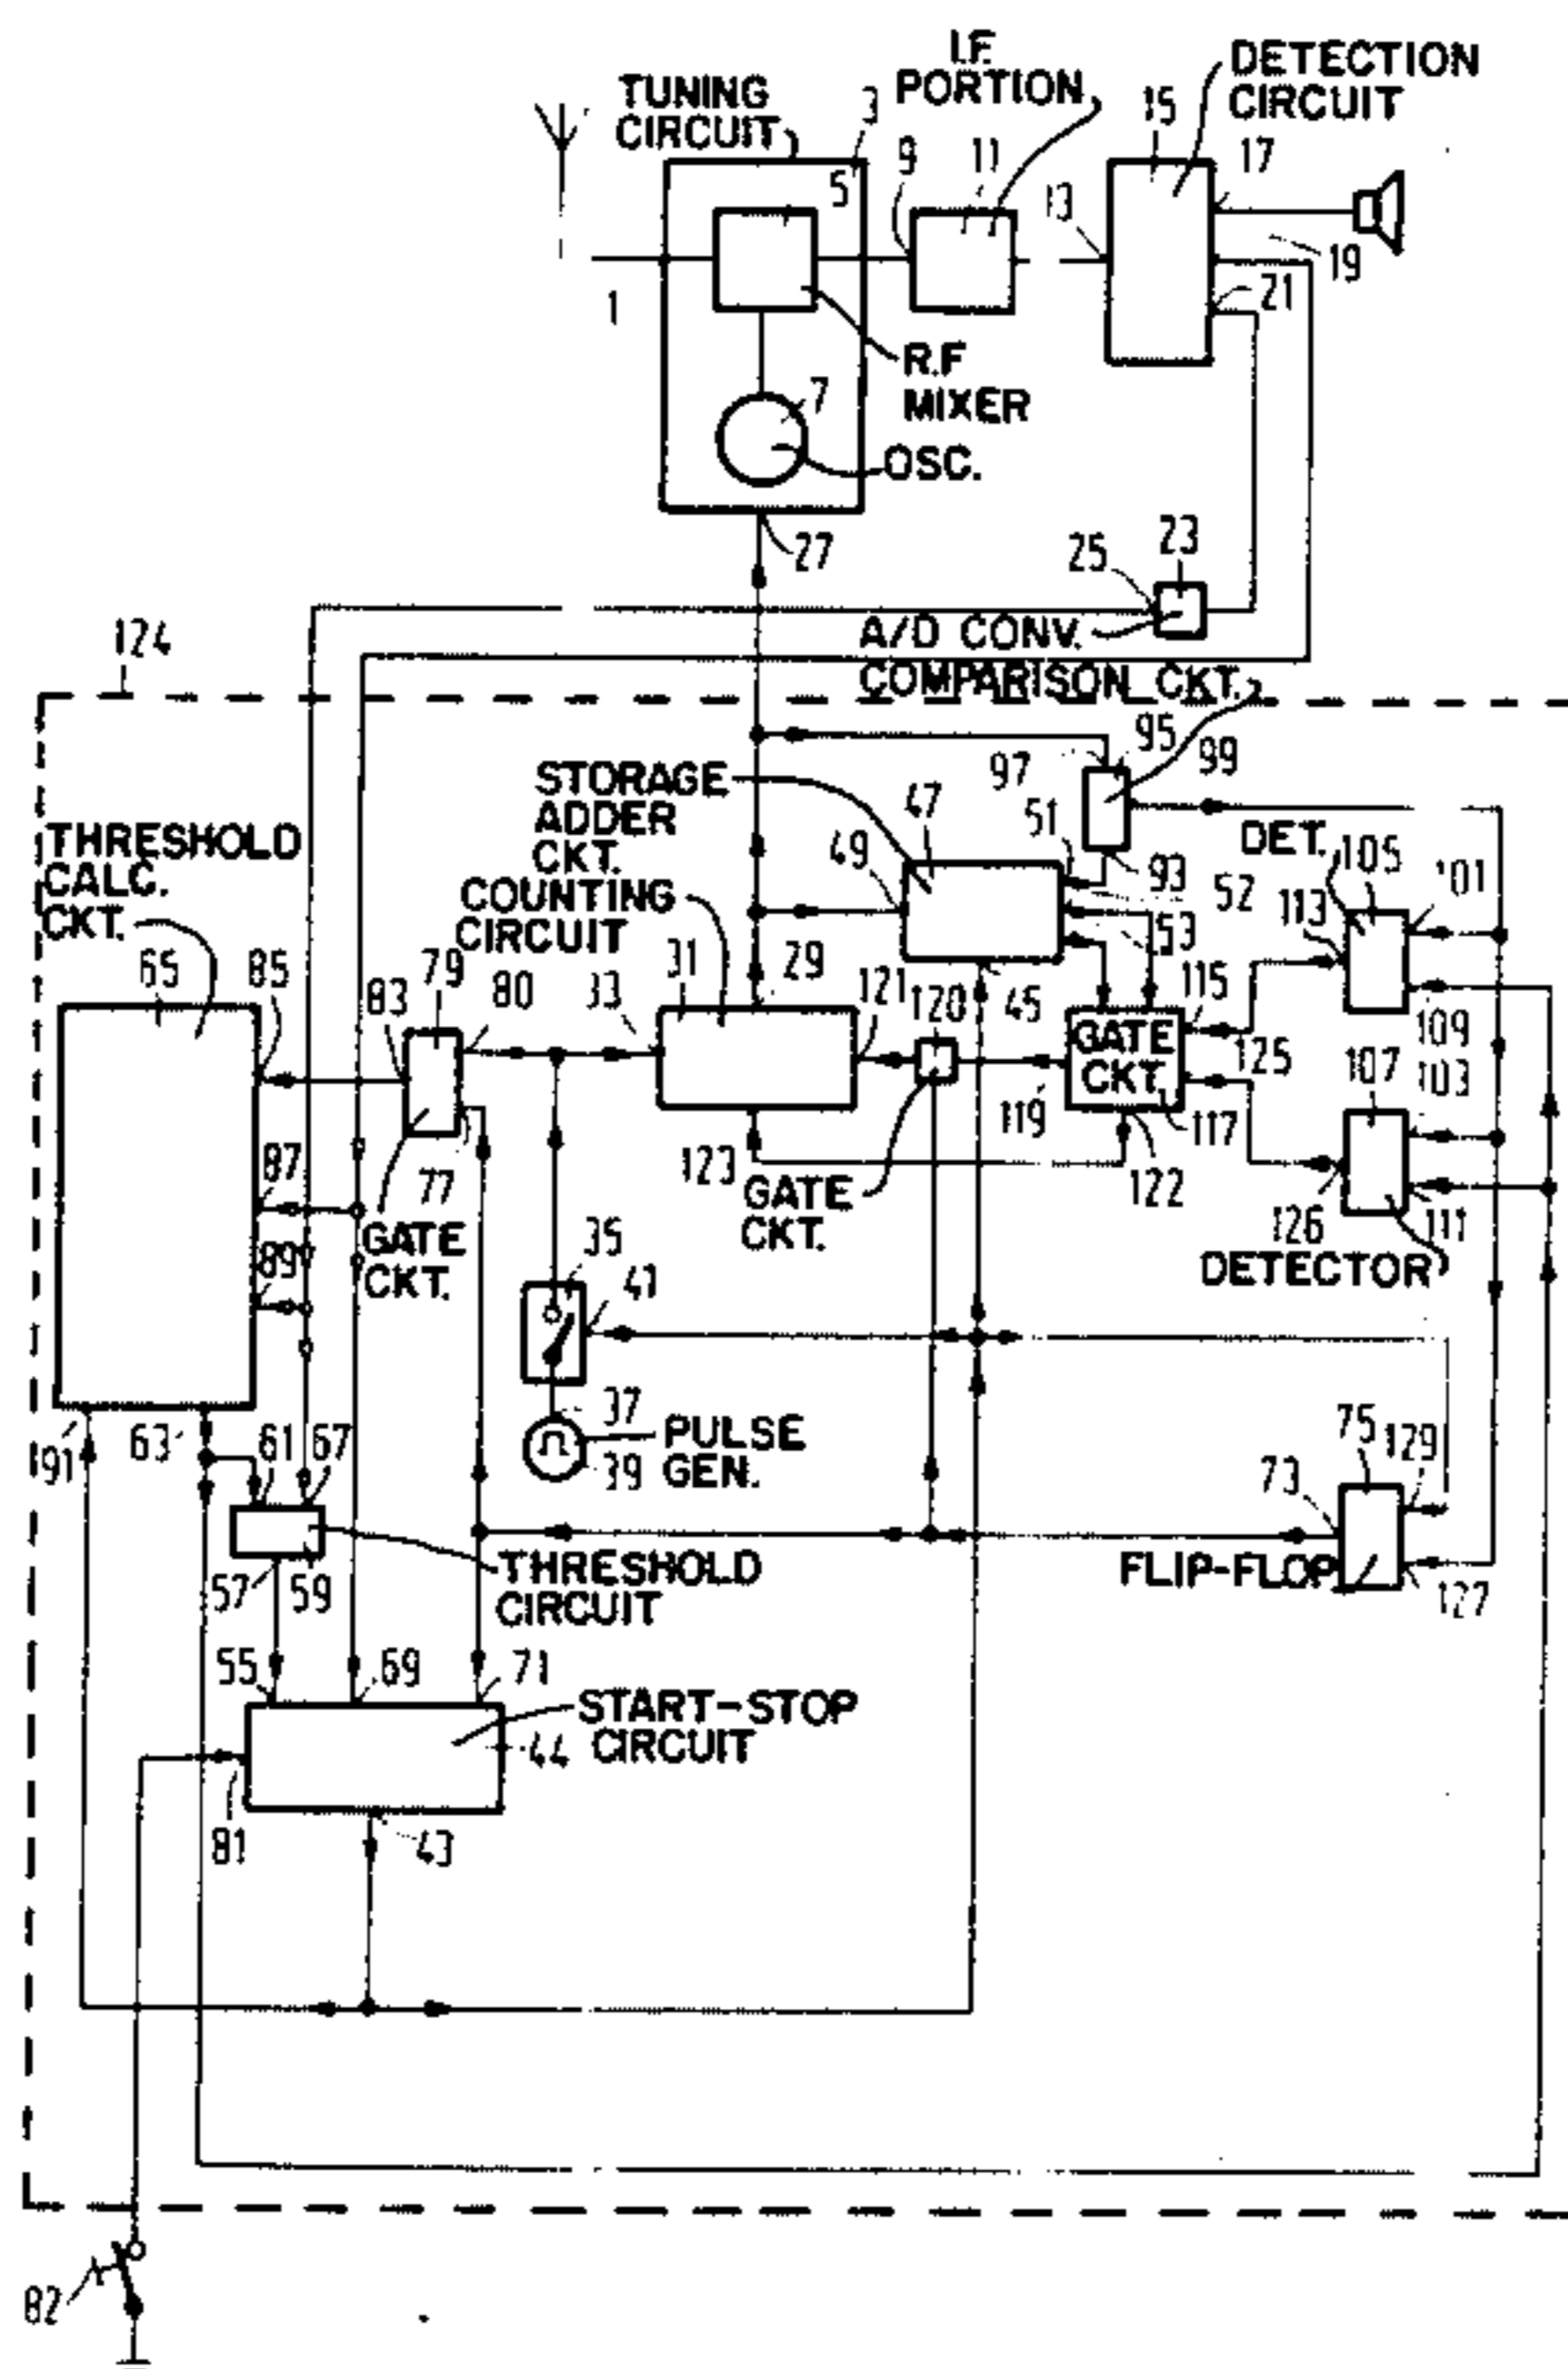 I.F.
PORTION
DETECTION
CIRCUIT
TUNING
CIRCUIT
3
15
17
9
11
5
13
19
21
1
R.F
MIXER
7
OSC.
27
25
23
A/D CONV.
COMPARISON CKT.
124
95
97
99
STORAGE
ADDER
CKT.
47
51
49
93
52
53
DET.
105
101
113
THRESHOLD
CALC.
CKT.
COUNTING
CIRCUIT
65
85
83
79
80
33
31
29
121
120
45
115
GATE
CKT.
125
109
103
107
119
117
123
122
126
111
87
77
GATE
CKT.
GATE
CKT.
DETECTOR
89
35
41
37
PULSE
GEN.
39
91
63
61
67
75
129
73
57
59
THRESHOLD
CIRCUIT
FLIP-FLOP
127
55
69
71
START-STOP
CIRCUIT
44
81
43
82